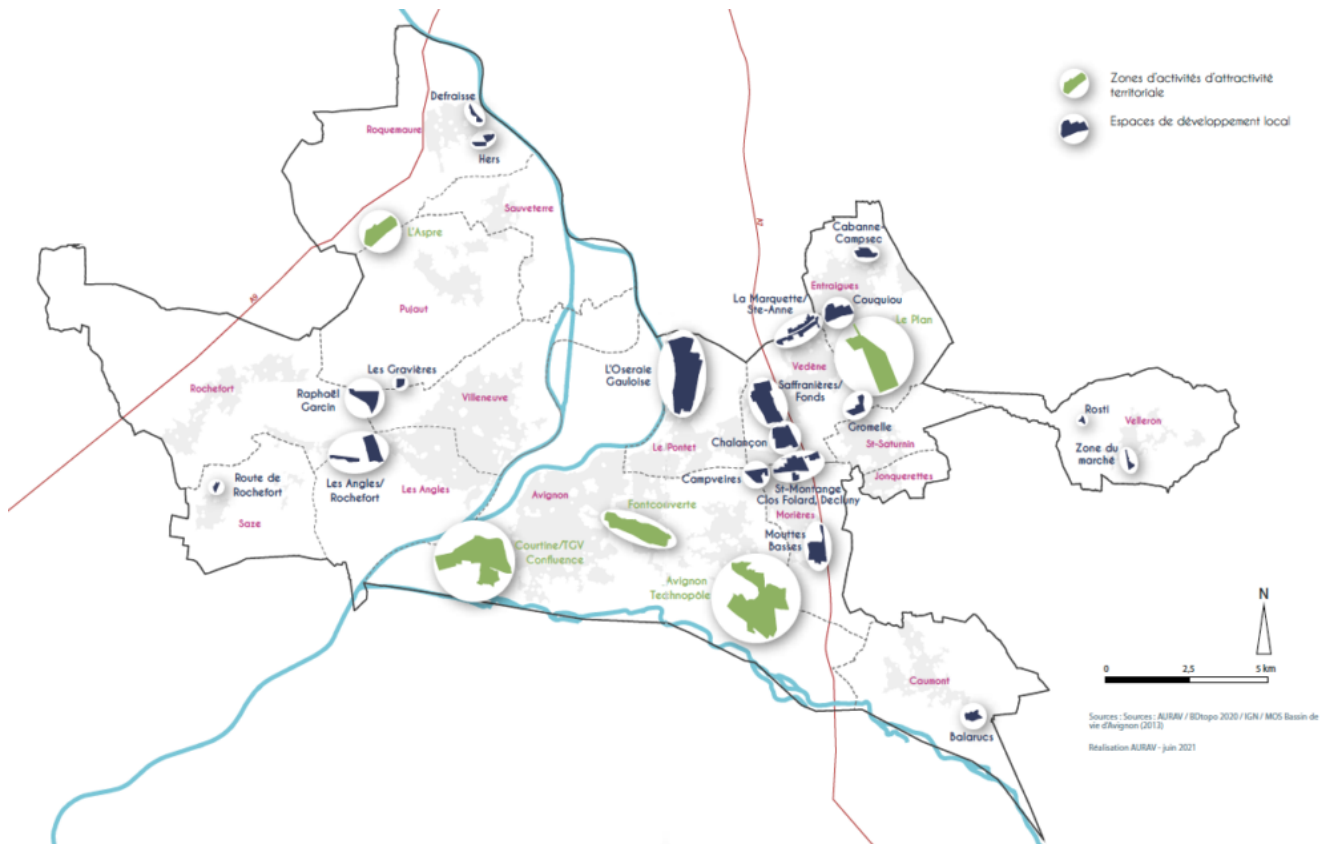 Zones d'activités d'attractivité
territoriale
Espaces de développement local
Defraisse
Roquemaure
Hers
Sauveterre
L'Aspre
A9
A7
Cabanne-
Campsec
Entraigues
La Marquette/
Ste-Anne
Couquiou
Le Plan
Pujaut
Vedène
Les Gravières
L'Oseraie
Gauloise
Rochefort
Raphaël
Garcin
Villeneuve
Saffranières/
Fonds
Rosti
Velleron
Gromelle
Chalançon
Le Pontet
St-Saturnin
Zone du
marché
Jonquerettes
Route de
Rochefort
Les Angles/
Rochefort
Les Angles
Campveires
St-Montange
Clos Folard, Decluny
Avignon
Fontcouverte
Morières
Saze
Mouttes
Basses
Courtine/TGV
Confluence
Avignon
Technopôle
N
Caumont
0 2,5 5 km
Balarucs
Sources : Sources : AURAV / BDtopo 2020 / IGN / MOS Bassin de
vie d'Avignon (2013)
Réalisation AURAV - juin 2021